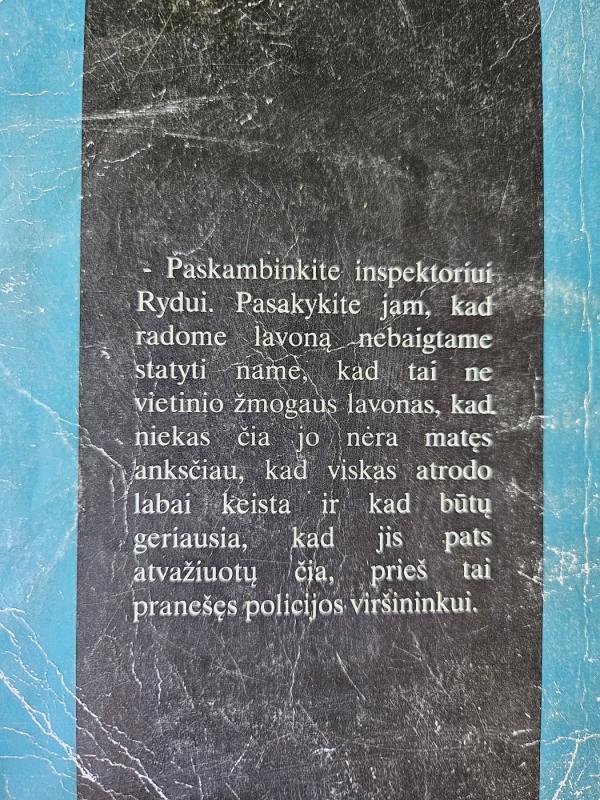 - Paskambinkite inspektoriui
Rydui. Pasakykite jam, kad
radome lavoną nebaigtame
statyti name, kad tai ne
vietinio žmogaus lavonas, kad
niekas čia jo nėra matęs
anksčiau, kad viskas atrodo
labai keista ir kad būtų
geriausia, kad jis pats
atvažiuotų čia, prieš tai
pranešęs policijos viršininkui.